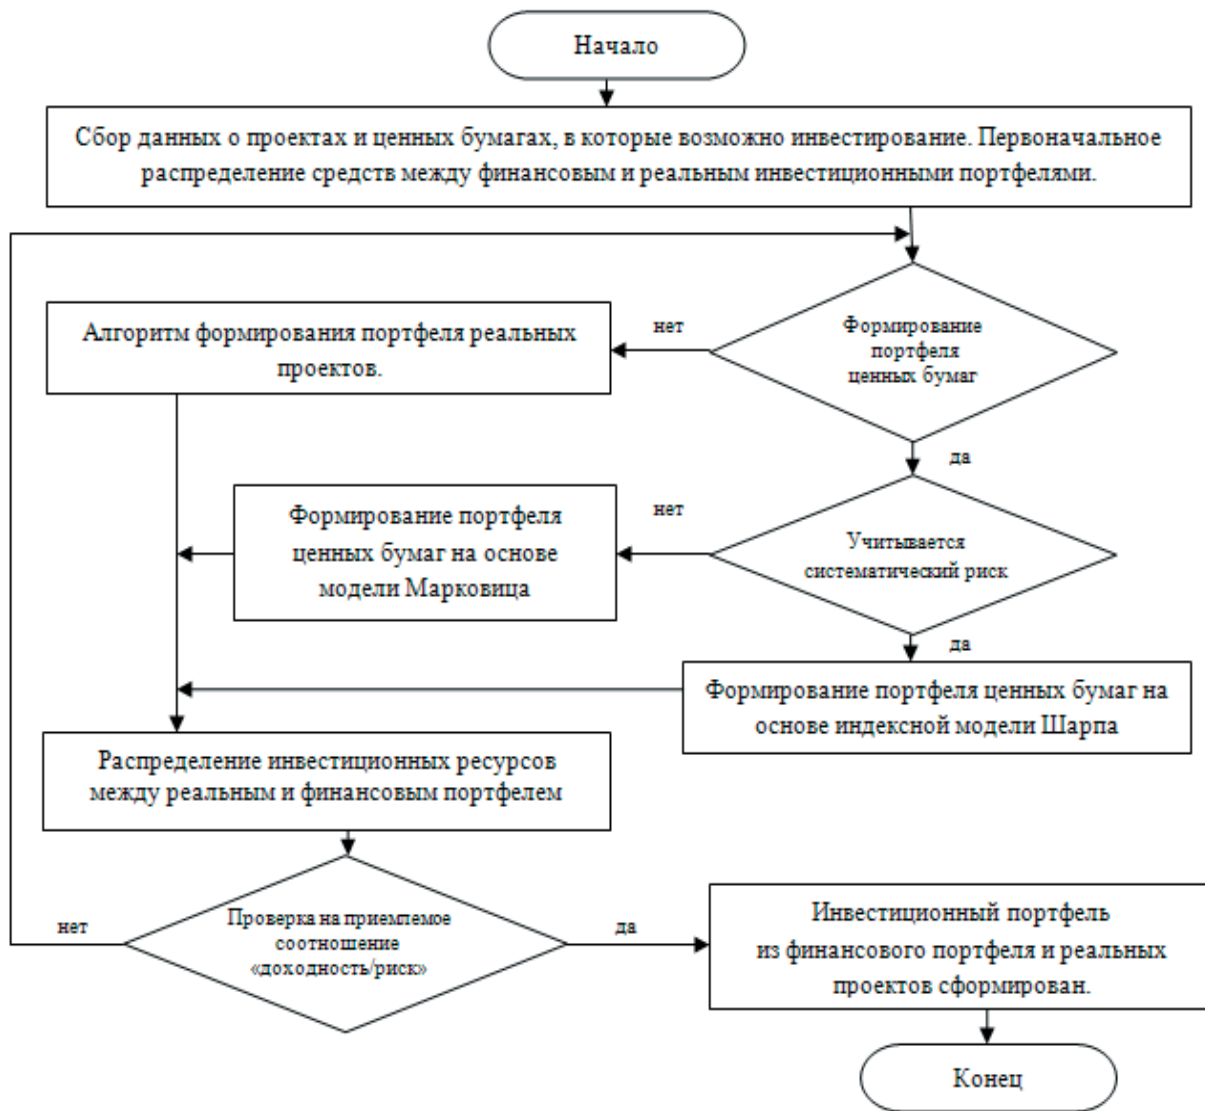 Начало
Сбор данных о проектах и ценных бумагах, в которые возможно инвестирование. Первоначальное
распределение средств между финансовым и реальным инвестиционными портфелями.
Алгоритм формирования портфеля реальных
проектов.
нет
Формирование
портфеля
ценных бумаг
да
Формирование портфеля
ценных бумаг на основе
модели Марковица
нет
Учитывается
систематический риск
да
Формирование портфеля ценных бумаг на
основе индексной модели Шарпа
Распределение инвестиционных ресурсов
между реальным и финансовым портфелем
нет
Проверка на приемлемое
соотношение
«доходность/риск»
да
Инвестиционный портфель
из финансового портфеля и реальных
проектов сформирован.
Конец